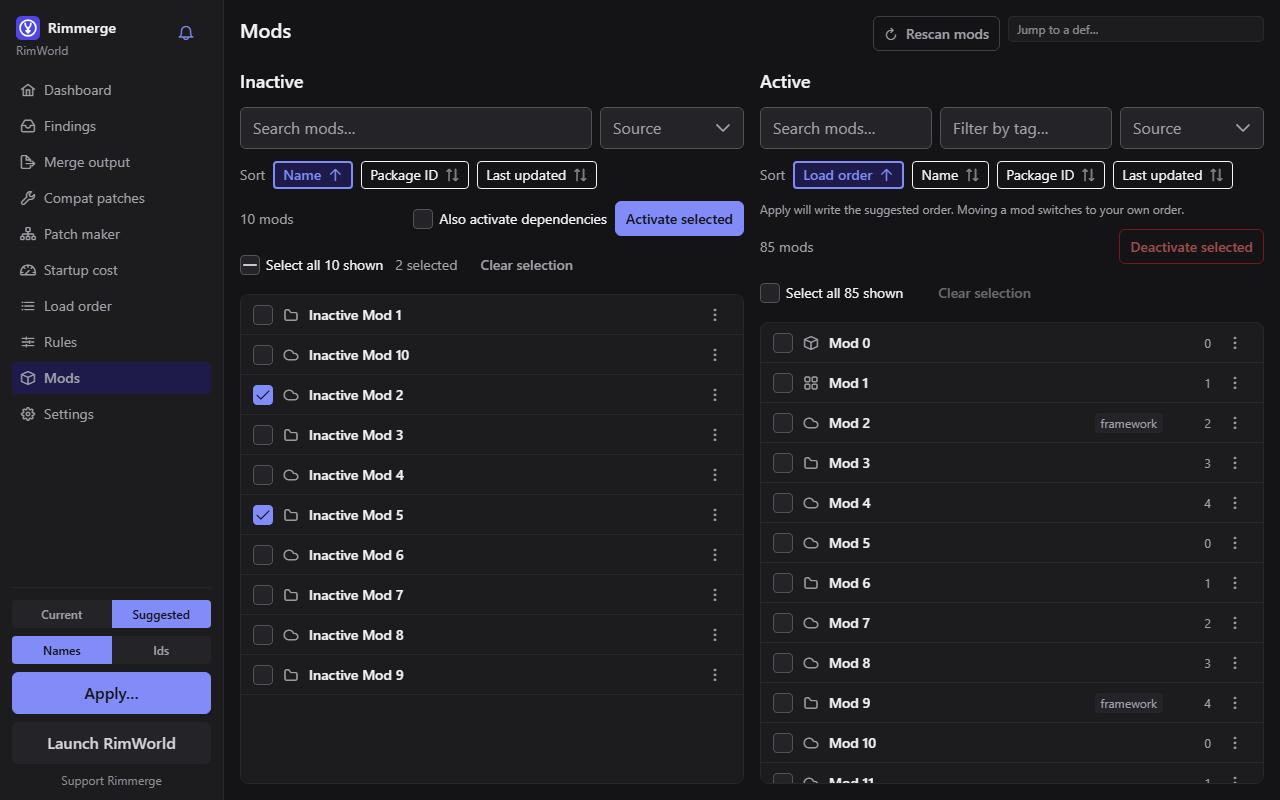 Rimmerge
RimWorld
Dashboard
Findings
Merge output
Compat patches
Patch maker
Startup cost
Load order
Rules
Mods
Settings
Current Suggested
Names Ids
Apply...
Launch RimWorld
Support Rimmerge
Mods
Rescan mods
Jump to a def...
Inactive
Search mods...
Source
Sort Name Package ID Last updated
10 mods
Also activate dependencies
Activate selected
Select all 10 shown 2 selected Clear selection
Inactive Mod 1
Inactive Mod 10
Inactive Mod 2
Inactive Mod 3
Inactive Mod 4
Inactive Mod 5
Inactive Mod 6
Inactive Mod 7
Inactive Mod 8
Inactive Mod 9
Active
Search mods...
Filter by tag...
Source
Sort Load order Name Package ID Last updated
Apply will write the suggested order. Moving a mod switches to your own order.
85 mods
Deactivate selected
Select all 85 shown Clear selection
Mod 0 0
Mod 1 1
Mod 2 framework 2
Mod 3 3
Mod 4 4
Mod 5 0
Mod 6 1
Mod 7 2
Mod 8 3
Mod 9 framework 4
Mod 10 0
Mod 11 1